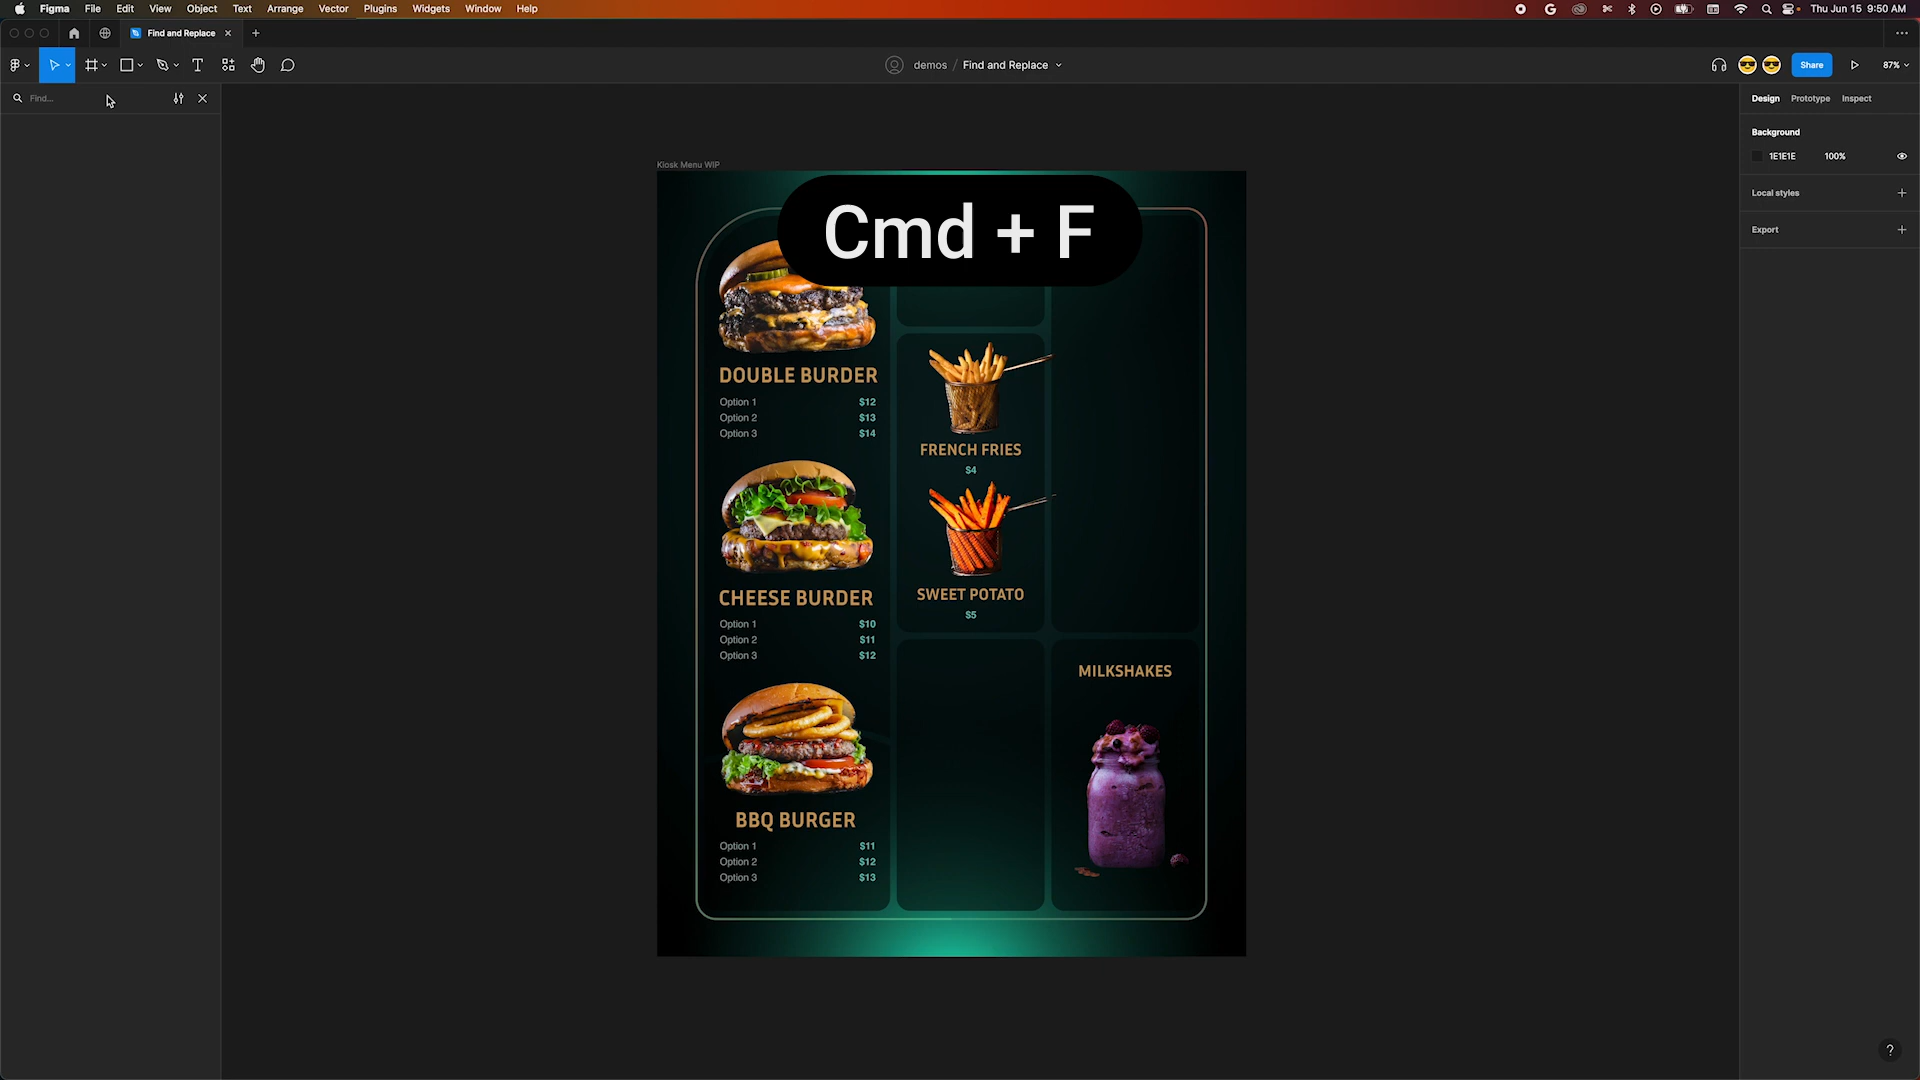 Figma File Edit View Object Text Arrange Vector Plugins Widgets Window Help
Thu Jun 15 9:50 AM
Find and Replace
demos / Find and Replace
Share
87%
Find...
Design Prototype Inspect
Background
1E1E1E 100%
Local styles
Export
Kiosk Menu WIP
Cmd + F
DOUBLE BURDER
Option 1 $12
Option 2 $13
Option 3 $14
CHEESE BURDER
Option 1 $10
Option 2 $11
Option 3 $12
BBQ BURGER
Option 1 $11
Option 2 $12
Option 3 $13
FRENCH FRIES
$4
SWEET POTATO
$5
MILKSHAKES
?